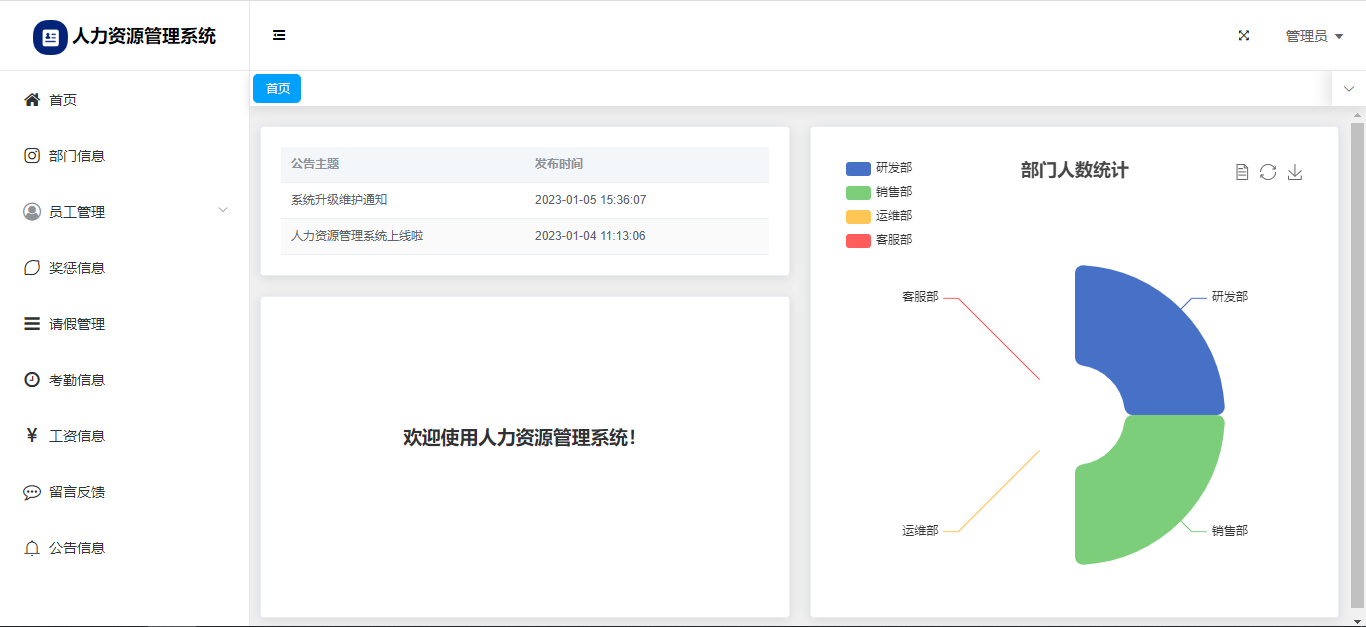 人力资源管理系统
管理员
首页
部门信息
员工管理
奖惩信息
请假管理
考勤信息
工资信息
留言反馈
公告信息
首页
公告主题 发布时间
系统升级维护通知 2023-01-05 15:36:07
人力资源管理系统上线啦 2023-01-04 11:13:06
欢迎使用人力资源管理系统！
部门人数统计
研发部
销售部
运维部
客服部
客服部 研发部
运维部 销售部